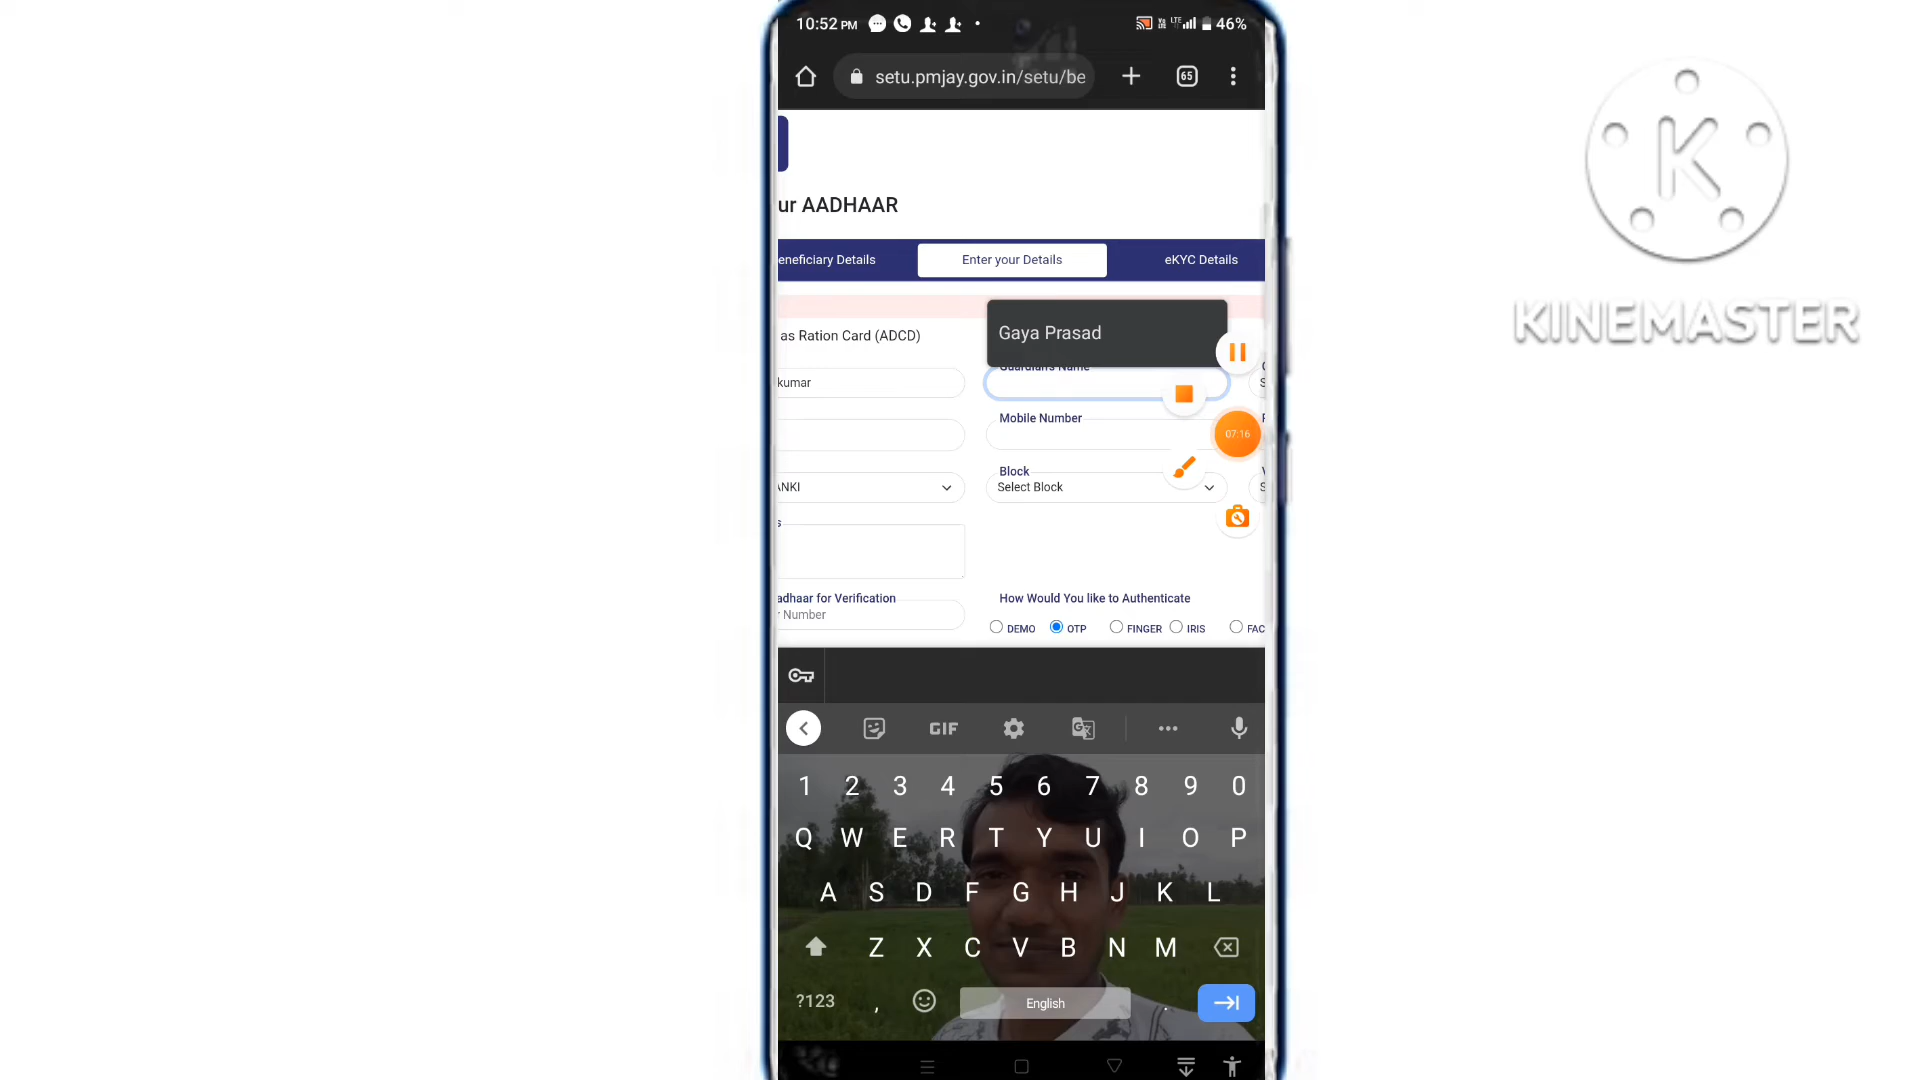 10:52 PM
LTE 46%
setu.pmjay.gov.in/setu/be
65
ur AADHAAR
eneficiary Details Enter your Details eKYC Details
as Ration Card (ADCD)
Gaya Prasad
kumar
Guardian's Name
Mobile Number
07:16
ANKI
Block
Select Block
adhaar for Verification
r Number
How Would You like to Authenticate
DEMO OTP FINGER IRIS FAC
GIF
1 2 3 4 5 6 7 8 9 0
Q W E R T Y U I O P
A S D F G H J K L
Z X C V B N M
?123 , English .
K
KINEMASTER